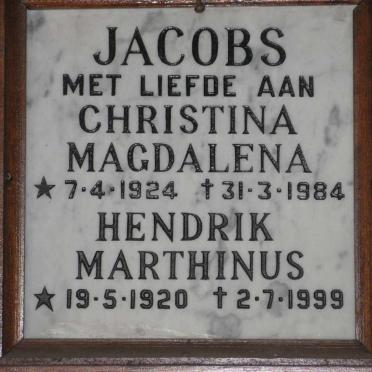 JACOBS
MET LIEFDE AAN
CHRISTINA
MAGDALENA
★ 7·4·1924 †31·3·1984
HENDRIK
MARTHINUS
★ 19·5·1920 †2·7·1999